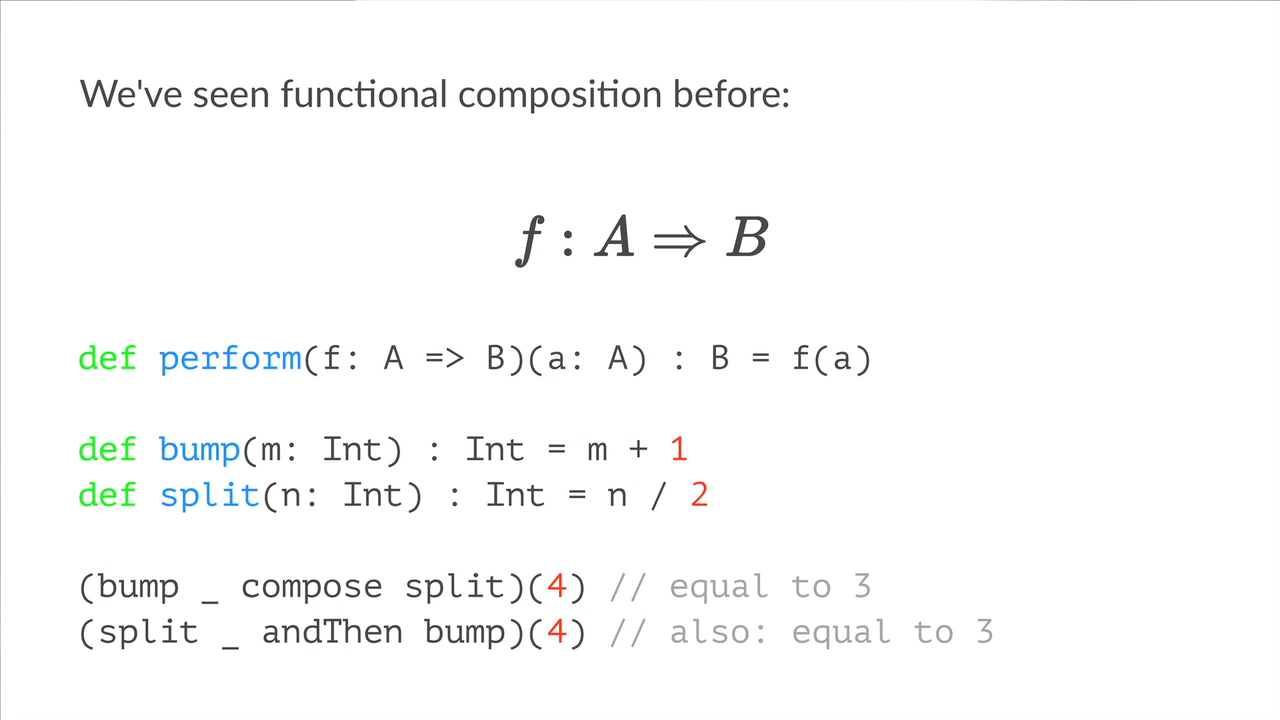 We've seen functional composition before:
f : A ⇒ B
def perform(f: A => B)(a: A) : B = f(a)
def bump(m: Int) : Int = m + 1
def split(n: Int) : Int = n / 2
(bump _ compose split)(4) // equal to 3
(split _ andThen bump)(4) // also: equal to 3